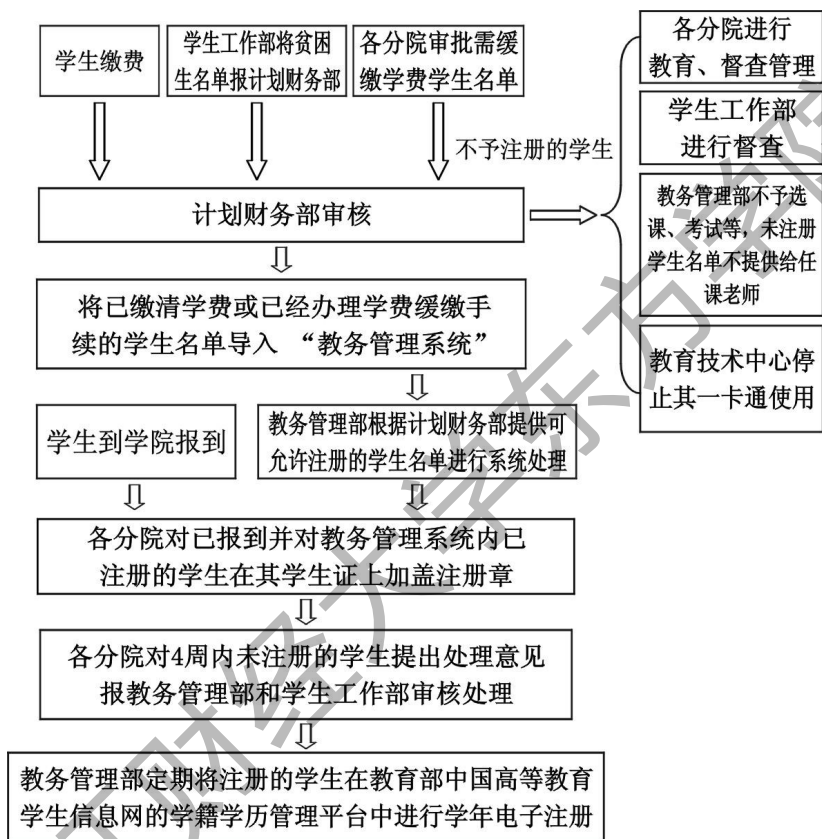 学生缴费
学生工作部将贫困
生名单报计划财务部
各分院审批需缓
缴学费学生名单
不予注册的学生
计划财务部审核
各分院进行
教育、督查管理
学生工作部
进行督查
教务管理部不予选
课、考试等，未注册
学生名单不提供给任
课老师
教育技术中心停
止其一卡通使用
将已缴清学费或已经办理学费缓缴手
续的学生名单导入 “教务管理系统”
学生到学院报到
教务管理部根据计划财务部提供可
允许注册的学生名单进行系统处理
各分院对已报到并对教务管理系统内已
注册的学生在其学生证上加盖注册章
各分院对4周内未注册的学生提出处理意见
报教务管理部和学生工作部审核处理
教务管理部定期将注册的学生在教育部中国高等教育
学生信息网的学籍学历管理平台中进行学年电子注册
江财经大学东方学院